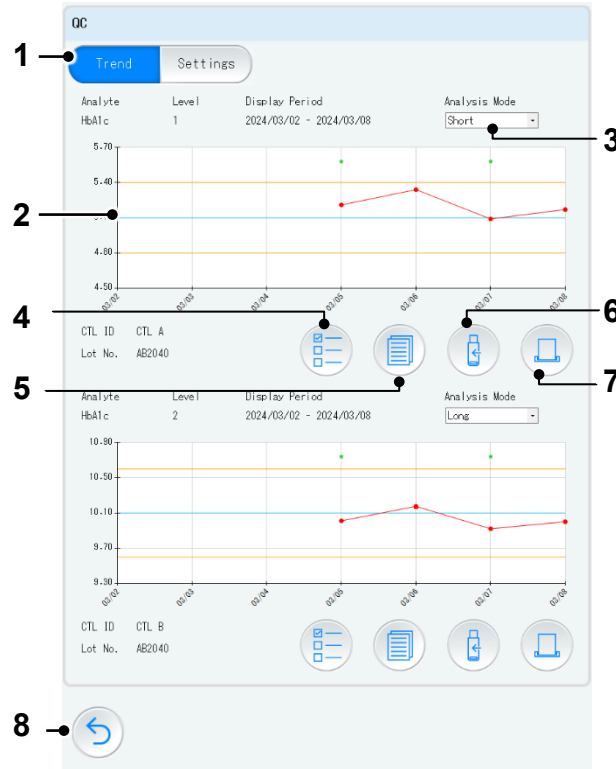 QC
1
Trend Settings
Analyte Level Display Period Analysis Mode
HbA1c 1 2024/03/02 - 2024/03/08 Short
3
5.70
5.40
2
4.80
4.50
03/02 03/03 03/04 03/05 03/06 03/07 03/08
4
6
CTL ID CTL A
Lot No. AB2040
5
7
Analyte Level Display Period Analysis Mode
HbA1c 2 2024/03/02 - 2024/03/08 Long
10.90
10.50
10.10
9.70
9.30
03/02 03/03 03/04 03/05 03/06 03/07 03/08
CTL ID CTL B
Lot No. AB2040
8